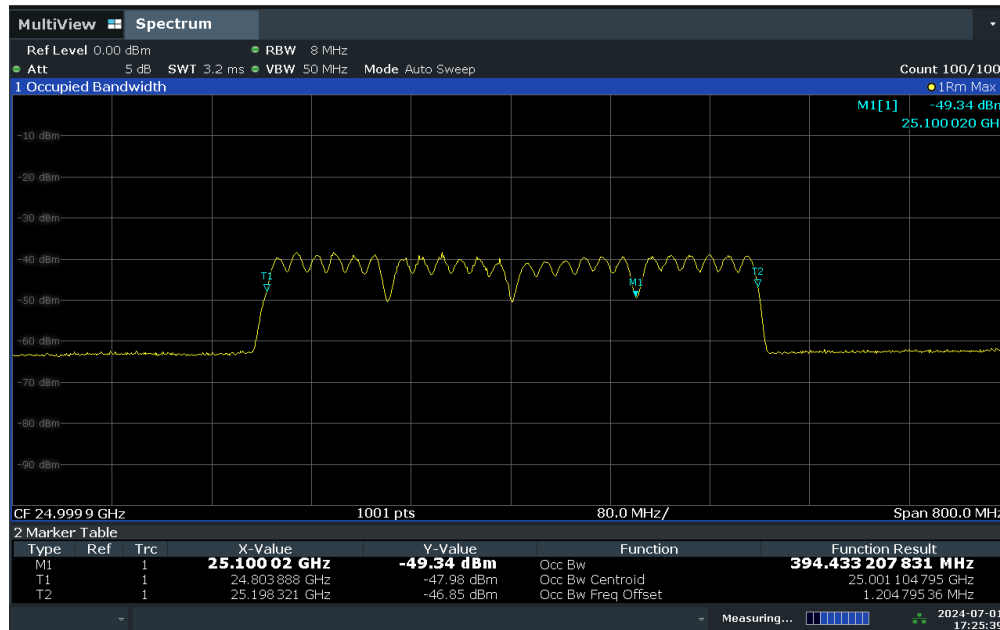 MultiView Spectrum
Ref Level 0.00 dBm RBW 8 MHz
Att 5 dB SWT 3.2 ms VBW 50 MHz Mode Auto Sweep Count 100/100
1 Occupied Bandwidth 1Rm Max
M1[1] -49.34 dBm
25.100 020 GH
-10 dBm
-20 dBm
-30 dBm
-40 dBm
T1
T2
M1
-50 dBm
-60 dBm
-70 dBm
-80 dBm
-90 dBm
CF 24.999 9 GHz 1001 pts 80.0 MHz/ Span 800.0 MHz
2 Marker Table
Type Ref Trc X-Value Y-Value Function Function Result
M1 1 25.100 02 GHz -49.34 dBm Occ Bw 394.433 207 831 MHz
T1 1 24.803 888 GHz -47.98 dBm Occ Bw Centroid 25.001 104 795 GHz
T2 1 25.198 321 GHz -46.85 dBm Occ Bw Freq Offset 1.204 795 36 MHz
Measuring... 2024-07-01
17:25:39